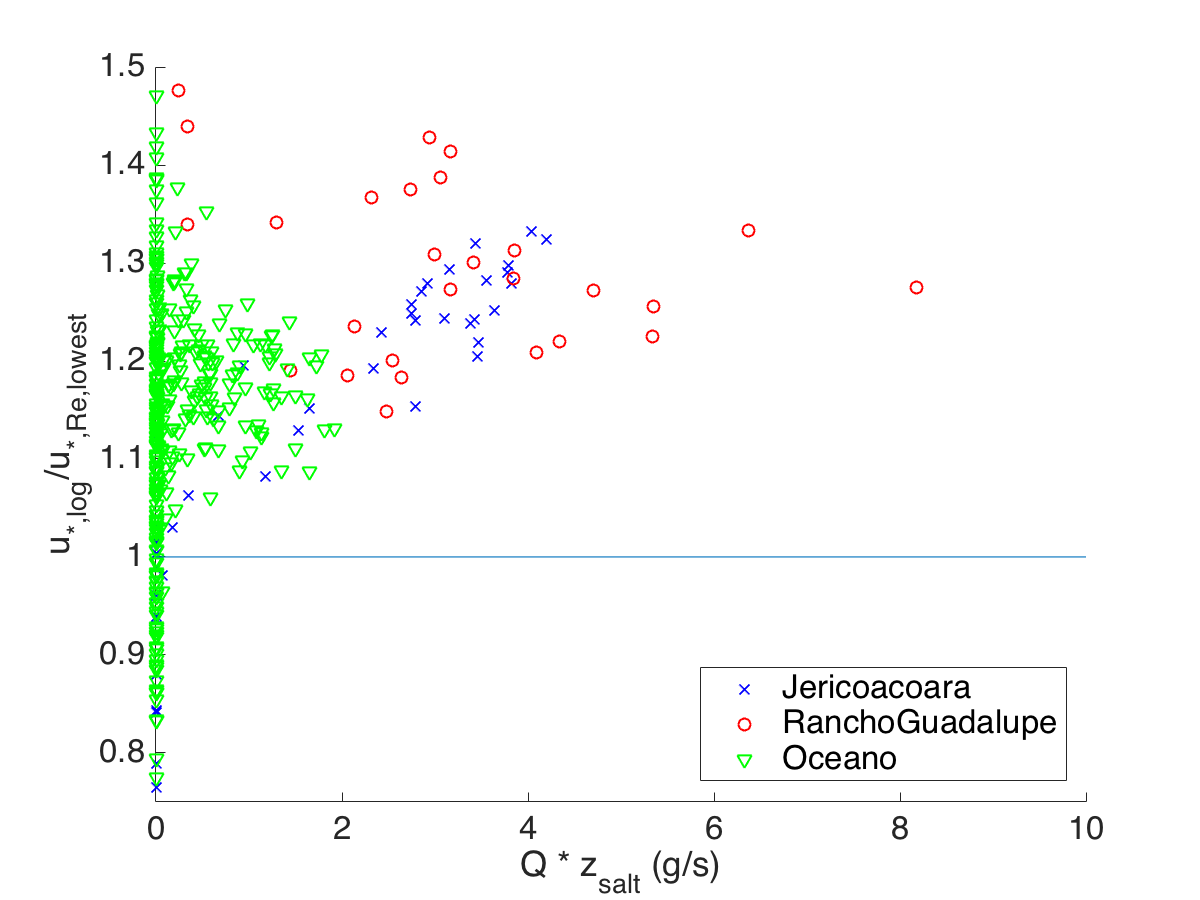 1.5
1.4
1.3
1.2
1.1
1
0.9
0.8
u*,log/u*,Re,lowest
0 2 4 6 8 10
Q * zsalt (g/s)
Jericoacoara
RanchoGuadalupe
Oceano